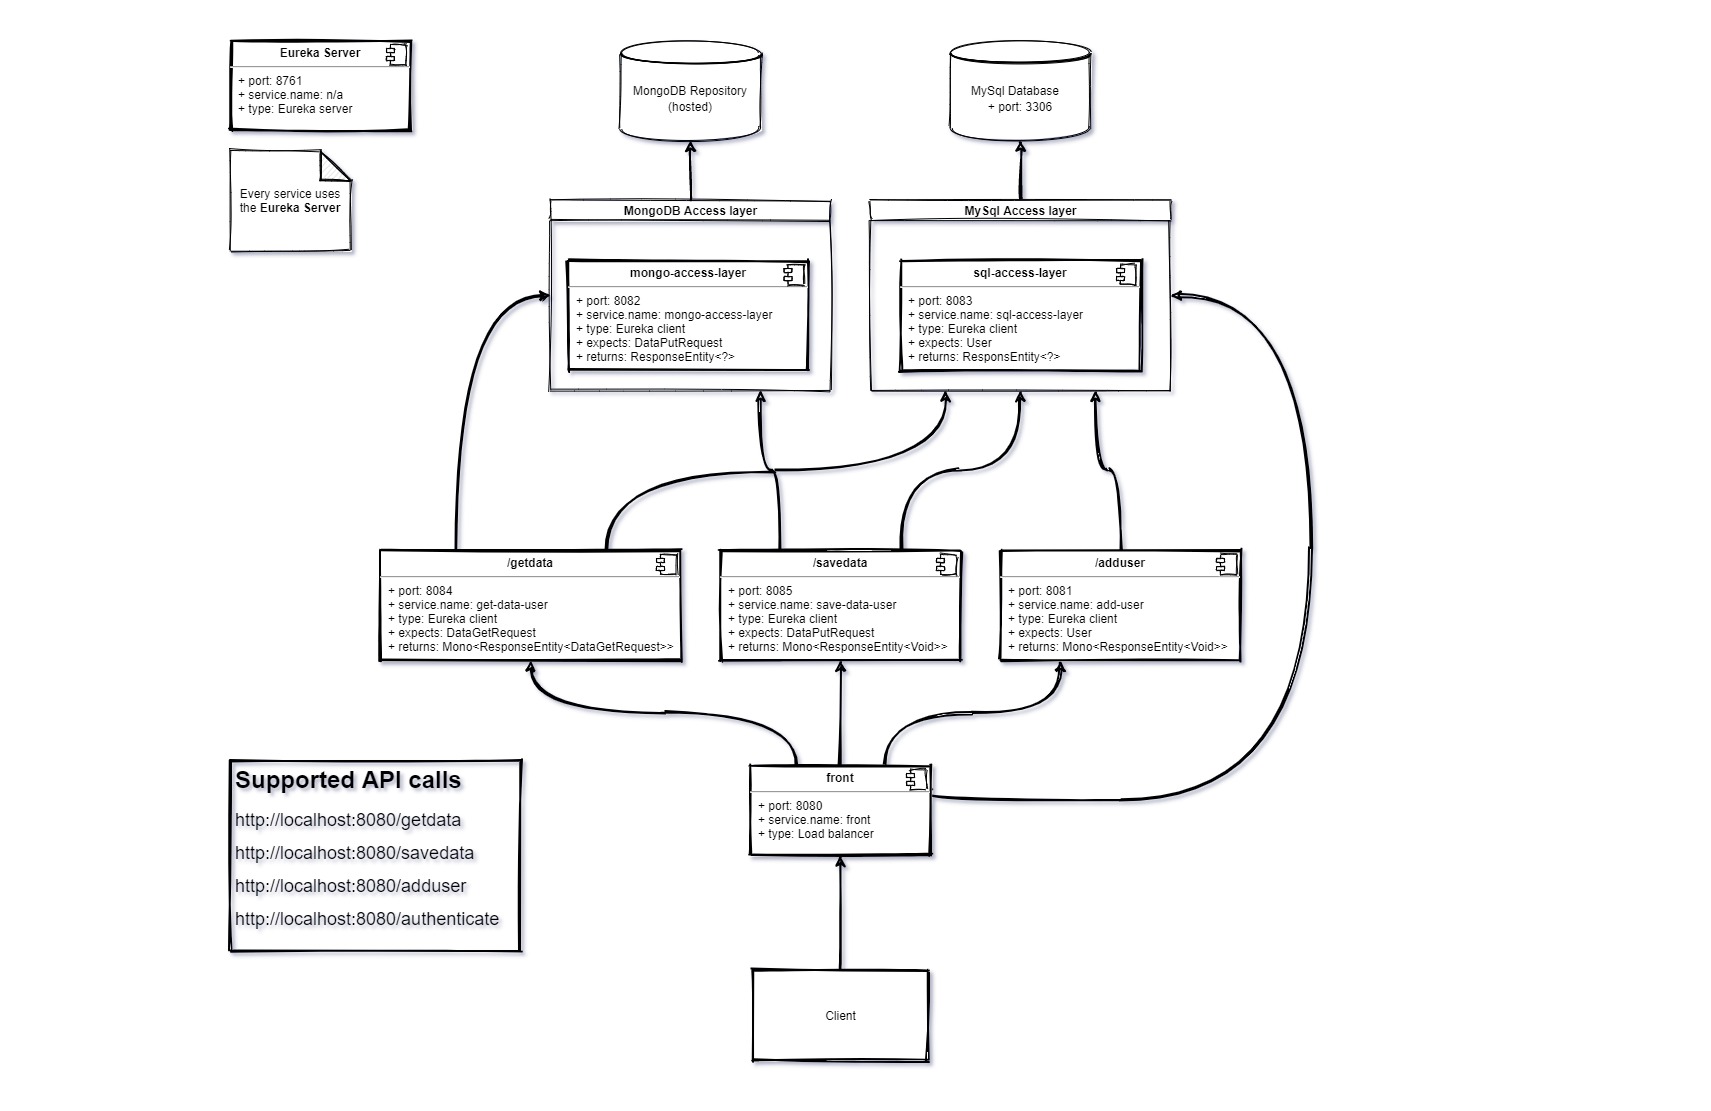 Eureka Server
+ port: 8761
+ service.name: n/a
+ type: Eureka server
Every service uses
the Eureka Server
MongoDB Repository
(hosted)
MySql Database
+ port: 3306
MongoDB Access layer
mongo-access-layer
+ port: 8082
+ service.name: mongo-access-layer
+ type: Eureka client
+ expects: DataPutRequest
+ returns: ResponseEntity<?>
MySql Access layer
sql-access-layer
+ port: 8083
+ service.name: sql-access-layer
+ type: Eureka client
+ expects: User
+ returns: ResponsEntity<?>
/getdata
+ port: 8084
+ service.name: get-data-user
+ type: Eureka client
+ expects: DataGetRequest
+ returns: Mono<ResponseEntity<DataGetRequest>>
/savedata
+ port: 8085
+ service.name: save-data-user
+ type: Eureka client
+ expects: DataPutRequest
+ returns: Mono<ResponseEntity<Void>>
/adduser
+ port: 8081
+ service.name: add-user
+ type: Eureka client
+ expects: User
+ returns: Mono<ResponseEntity<Void>>
front
+ port: 8080
+ service.name: front
+ type: Load balancer
Supported API calls
http://localhost:8080/getdata
http://localhost:8080/savedata
http://localhost:8080/adduser
http://localhost:8080/authenticate
Client